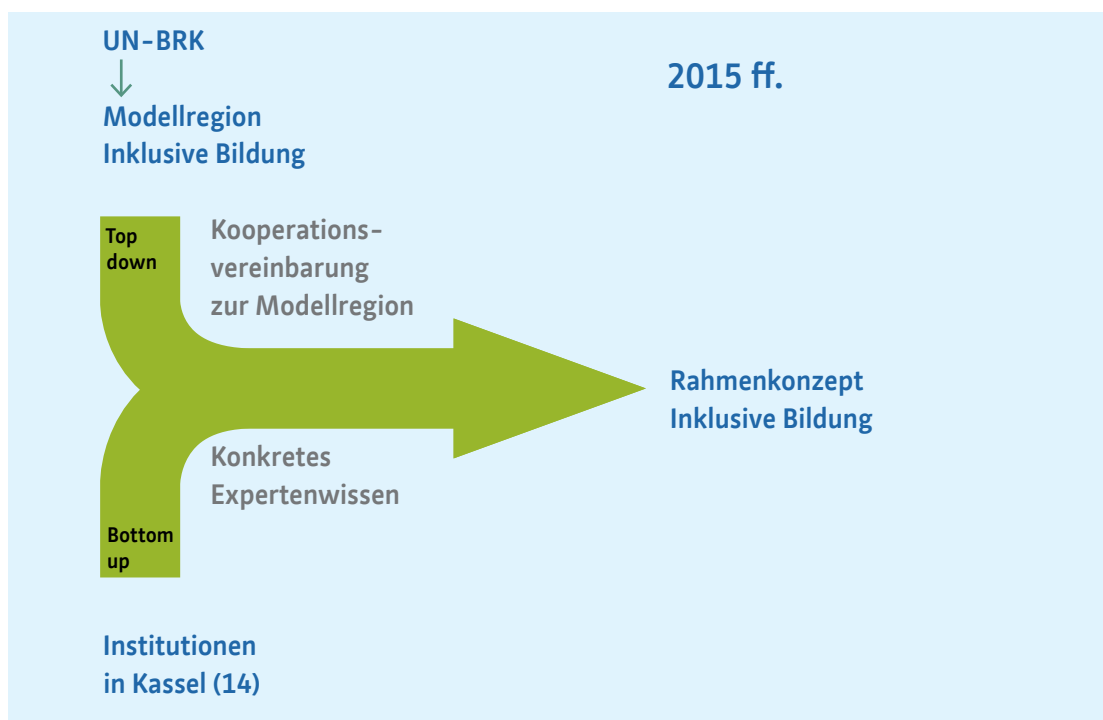 UN-BRK
2015 ff.
Modellregion
Inklusive Bildung
Top
down
Kooperations-
vereinbarung
zur Modellregion
Rahmenkonzept
Inklusive Bildung
Konkretes
Expertenwissen
Bottom
up
Institutionen
in Kassel (14)